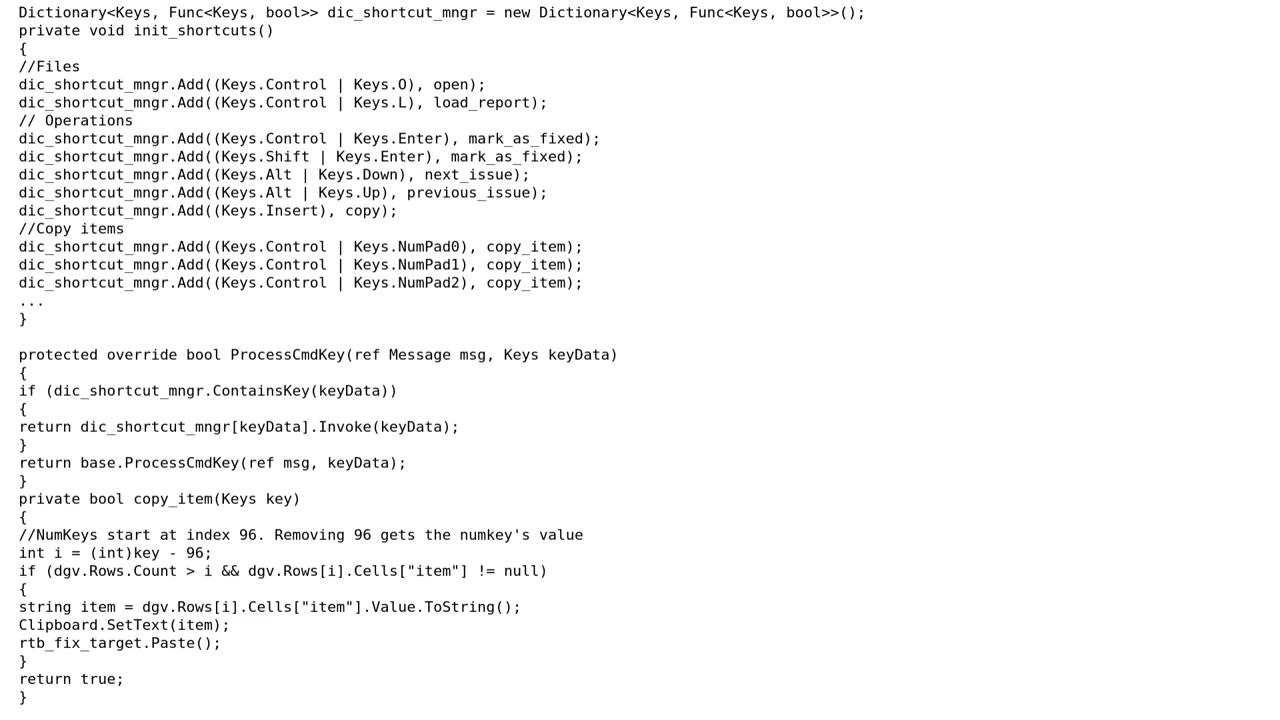 Dictionary<Keys, Func<Keys, bool>> dic_shortcut_mngr = new Dictionary<Keys, Func<Keys, bool>>();
private void init_shortcuts()
{
//Files
dic_shortcut_mngr.Add((Keys.Control | Keys.O), open);
dic_shortcut_mngr.Add((Keys.Control | Keys.L), load_report);
// Operations
dic_shortcut_mngr.Add((Keys.Control | Keys.Enter), mark_as_fixed);
dic_shortcut_mngr.Add((Keys.Shift | Keys.Enter), mark_as_fixed);
dic_shortcut_mngr.Add((Keys.Alt | Keys.Down), next_issue);
dic_shortcut_mngr.Add((Keys.Alt | Keys.Up), previous_issue);
dic_shortcut_mngr.Add((Keys.Insert), copy);
//Copy items
dic_shortcut_mngr.Add((Keys.Control | Keys.NumPad0), copy_item);
dic_shortcut_mngr.Add((Keys.Control | Keys.NumPad1), copy_item);
dic_shortcut_mngr.Add((Keys.Control | Keys.NumPad2), copy_item);
...
}
protected override bool ProcessCmdKey(ref Message msg, Keys keyData)
{
if (dic_shortcut_mngr.ContainsKey(keyData))
{
return dic_shortcut_mngr[keyData].Invoke(keyData);
}
return base.ProcessCmdKey(ref msg, keyData);
}
private bool copy_item(Keys key)
{
//NumKeys start at index 96. Removing 96 gets the numkey's value
int i = (int)key - 96;
if (dgv.Rows.Count > i && dgv.Rows[i].Cells["item"] != null)
{
string item = dgv.Rows[i].Cells["item"].Value.ToString();
Clipboard.SetText(item);
rtb_fix_target.Paste();
}
return true;
}